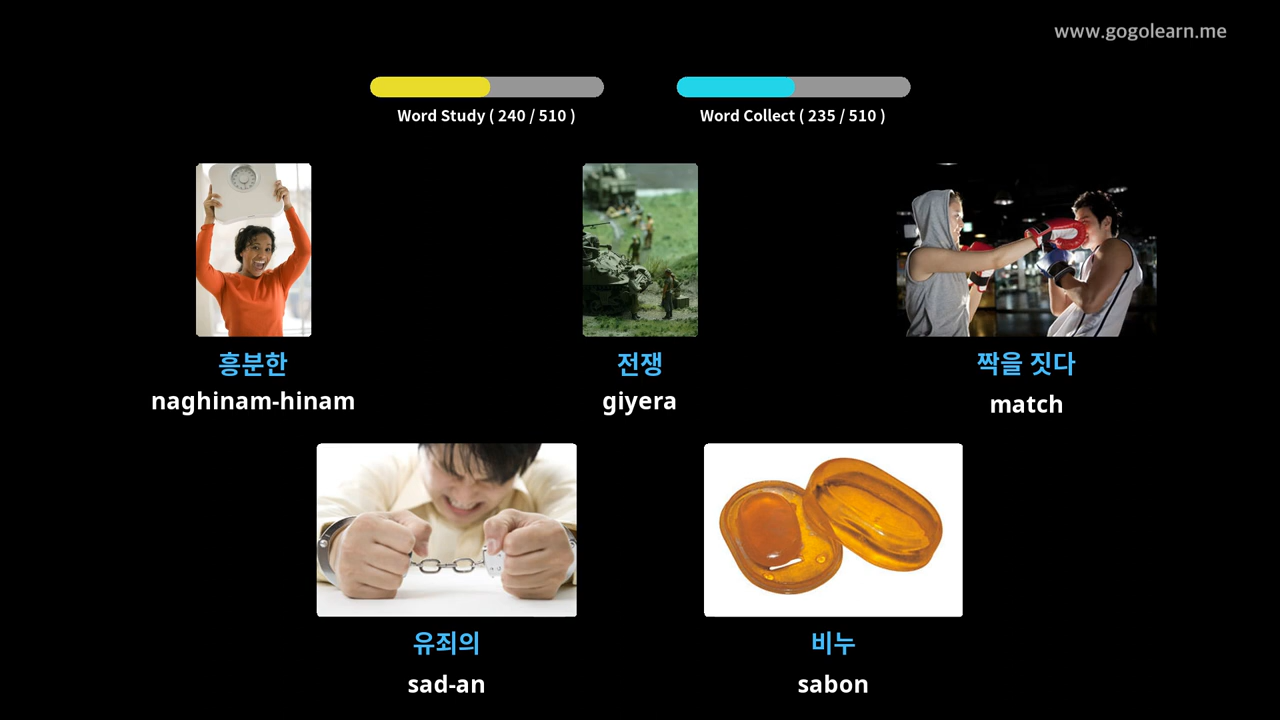 www.gogolearn.me
Word Study ( 240 / 510 )
Word Collect ( 235 / 510 )
흥분한
naghinam-hinam
전쟁
giyera
짝을 짓다
match
유죄의
sad-an
비누
sabon